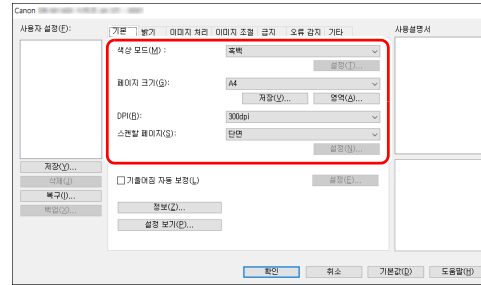 Canon
사용자 설정(F):
기본 밝기 이미지 처리 이미지 조절 급지 오류 감지 기타
사용설명서
색상 모드(M) : 흑백
설정(T)...
페이지 크기(G): A4
저장(V)... 영역(A)...
DPI(R): 300dpi
스캔할 페이지(S): 단면
설정(N)...
저장(Y)...
삭제(J)
복구(I)...
백업(X)...
기울어짐 자동 보정(L) 설정(E)...
정보(Z)...
설정 보기(P)...
확인 취소 기본값(D) 도움말(H)